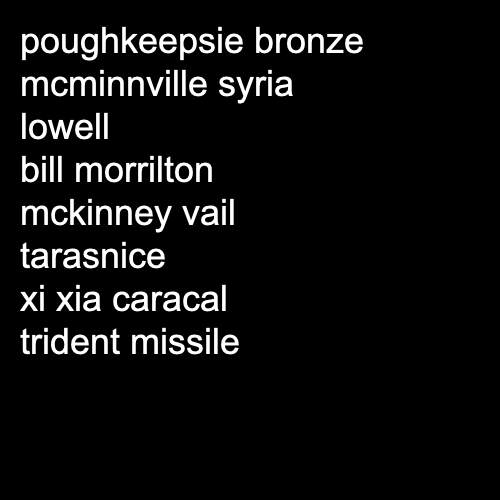 poughkeepsie bronze
mcminnville syria
lowell
bill morrilton
mckinney vail
tarasnice
xi xia caracal
trident missile